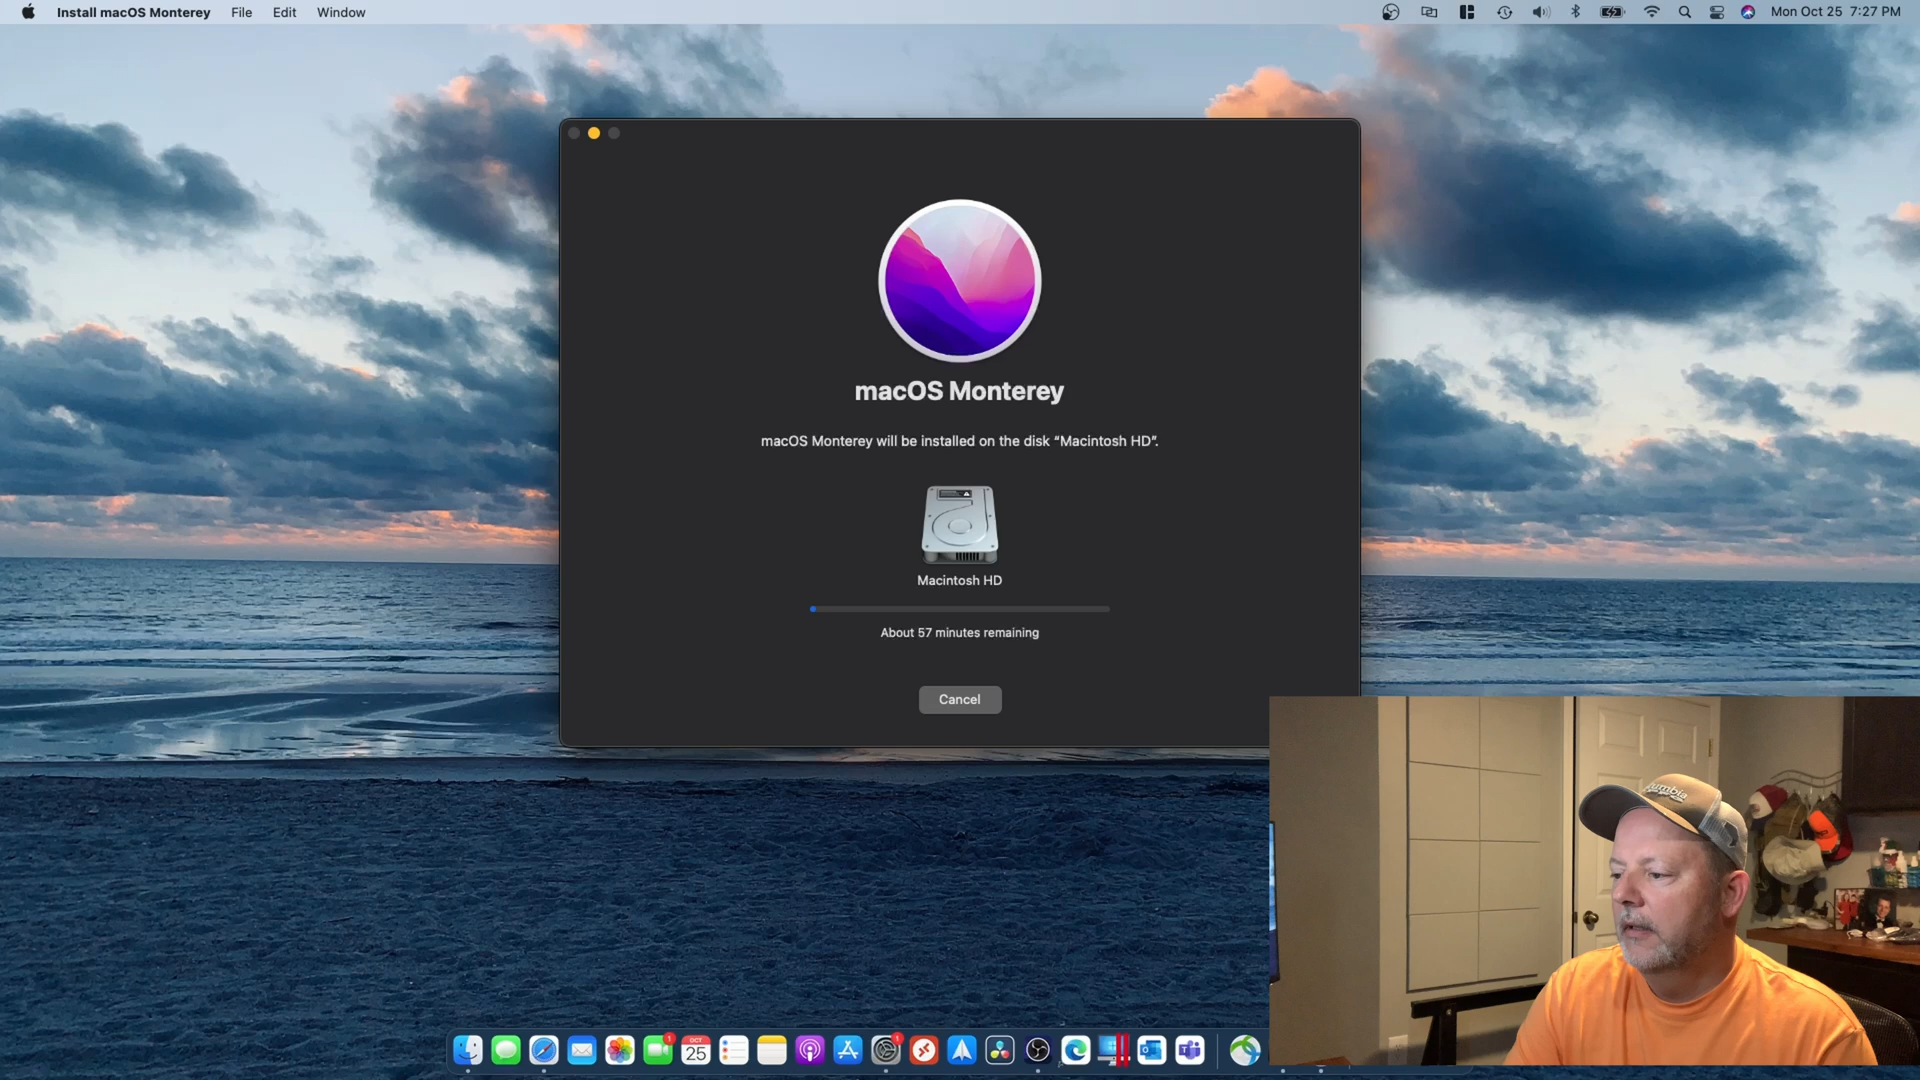 Install macOS Monterey File Edit Window Mon Oct 25 7:27 PM
macOS Monterey
macOS Monterey will be installed on the disk “Macintosh HD”.
Macintosh HD
About 57 minutes remaining
Cancel
OCT
25